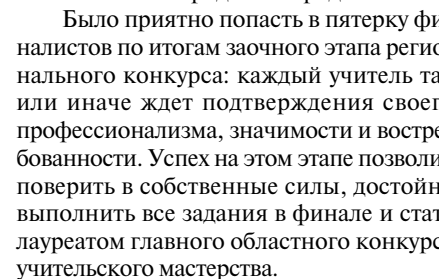 Было приятно попасть в пятерку фи
налистов по итогам заочного этапа регио
нального конкурса: каждый учитель та
или иначе ждет подтверждения своег
профессионализма, значимости и востре
бованности. Успех на этом этапе позволи
поверить в собственные силы, достойн
выполнить все задания в финале и стат
лауреатом главного областного конкурс
учительского мастерства.